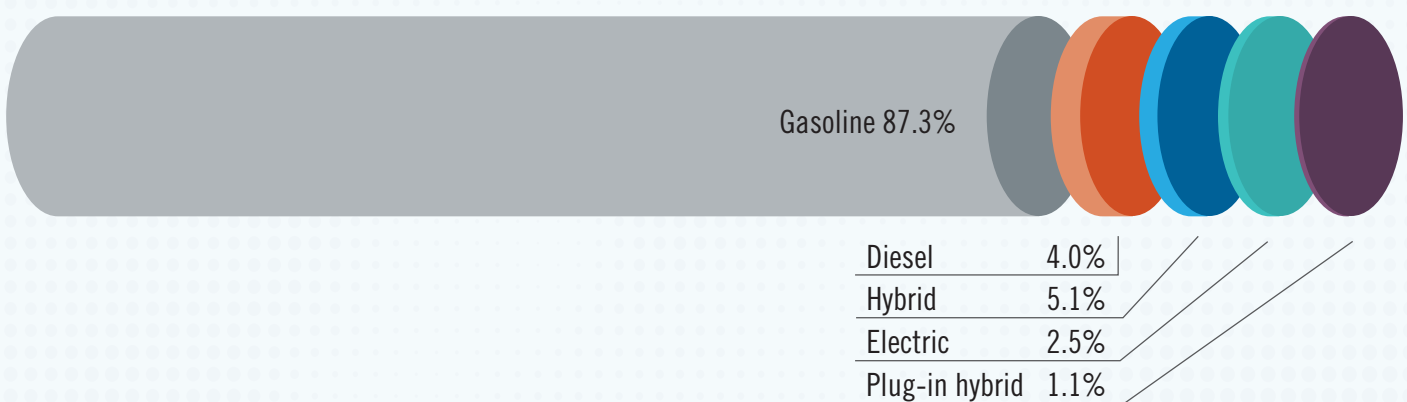 Gasoline 87.3%
Diesel 4.0%
Hybrid 5.1%
Electric 2.5%
Plug-in hybrid 1.1%